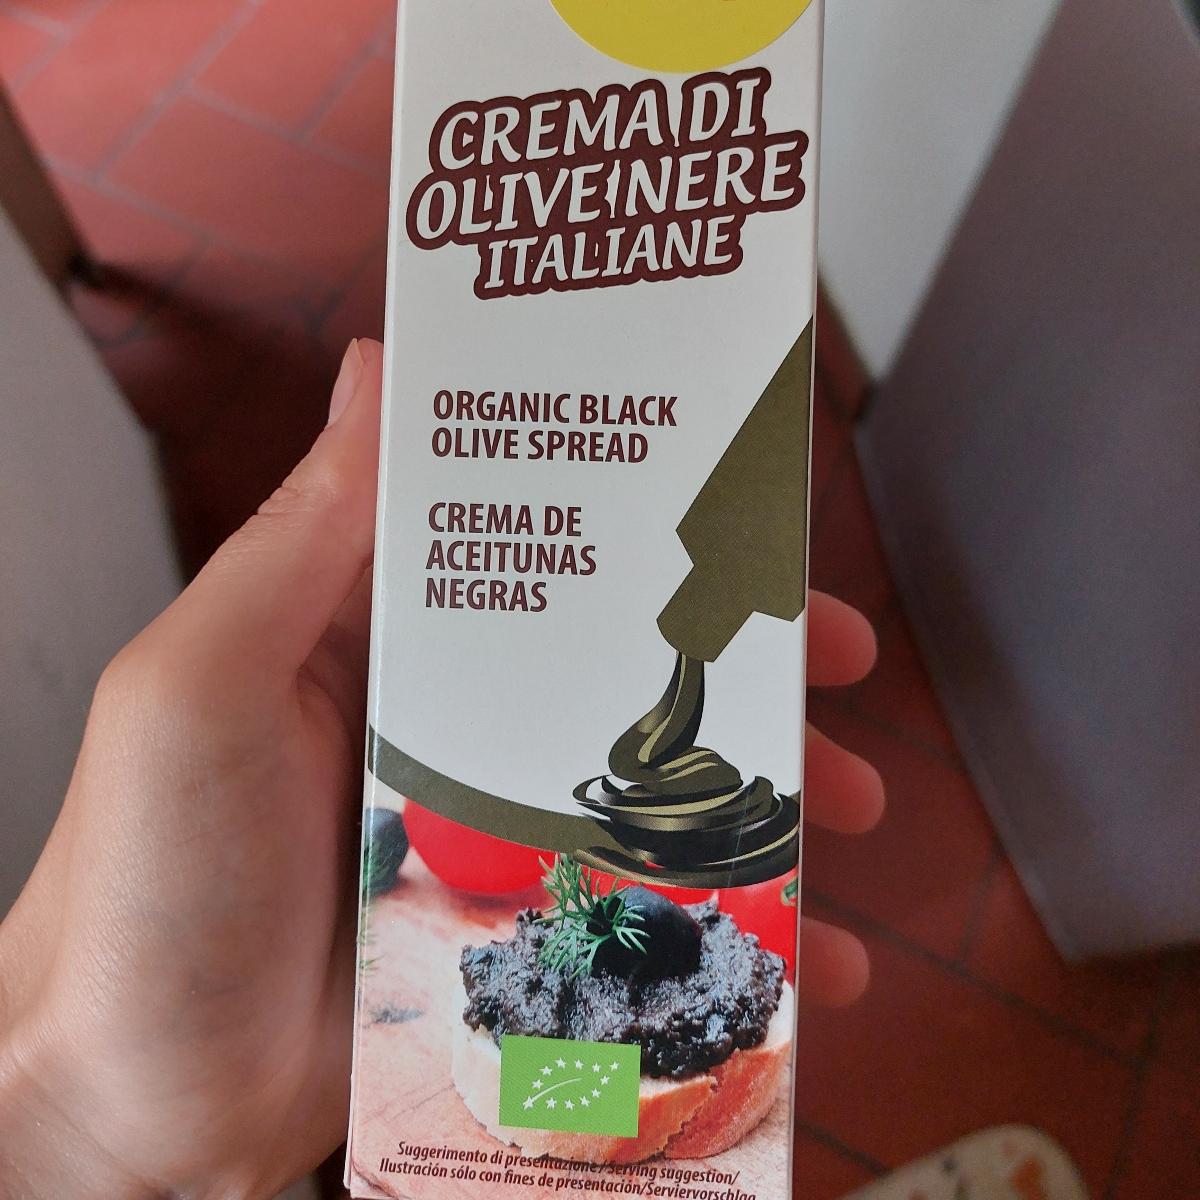 CREMA DI
OLIVE NERE
ITALIANE
ORGANIC BLACK
OLIVE SPREAD
CREMA DE
ACEITUNAS
NEGRAS
Suggerimento di presentazione / Serving suggestion/
Ilustración sólo con fines de presentación/Serviervorschlag